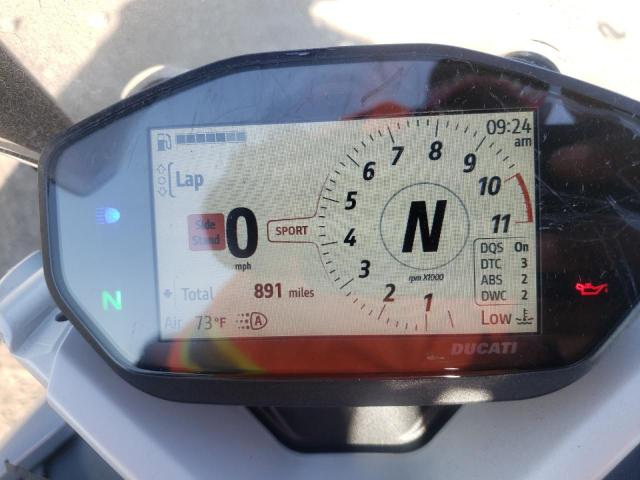 09:24
am
Lap
Side
Stand
0
mph
SPORT
1
2
3
4
5
6
7
8
9
10
11
N
rpm X1000
DQS On
DTC 3
ABS 2
DWC 2
Total 891 miles
Air 73°F (A)
Low
N
DUCATI